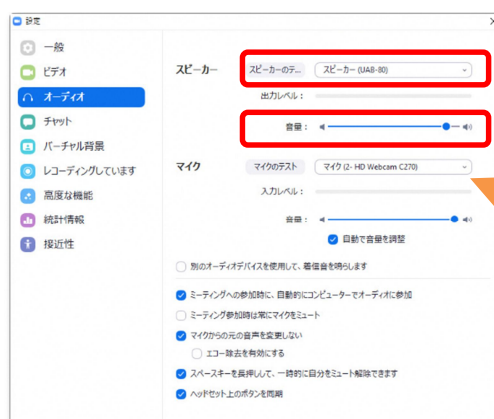 設定
一般
ビデオ
オーディオ
チャット
バーチャル背景
レコーディングしています
高度な機能
統計情報
接近性
スピーカー
スピーカーのテ...
スピーカー (UAB-80)
出力レベル：
音量：
マイク
マイクのテスト
マイク (2- HD Webcam C270)
入力レベル：
音量：
自動で音量を調整
別のオーディオデバイスを使用して、着信音を鳴らします
ミーティングへの参加時に、自動的にコンピューターでオーディオに参加
ミーティング参加時は常にマイクをミュート
マイクからの元の音声を変更しない
エコー除去を有効にする
スペースキーを長押しして、一時的に自分をミュート解除できます
ヘッドセット上のボタンを同期